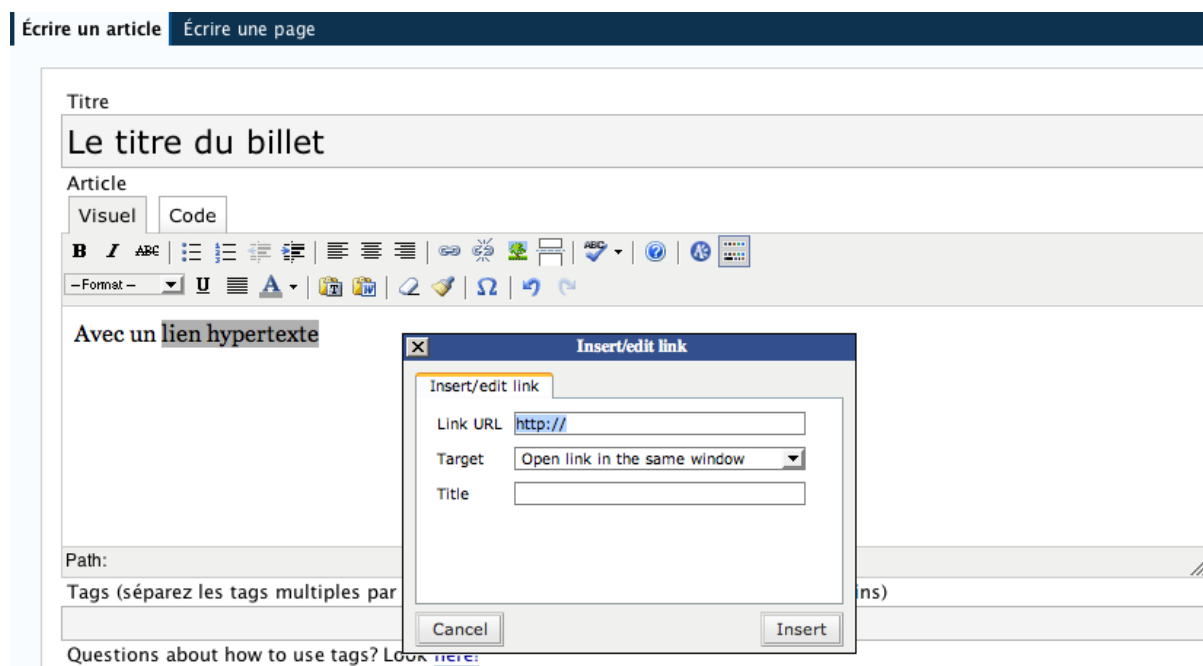 Écrire un article Écrire une page
Titre
Le titre du billet
Article
Visuel Code
B I ABC ABC
–Format– U A T W Ω
Avec un lien hypertexte
Insert/edit link
Insert/edit link
Link URL http://
Target Open link in the same window
Title
Path:
Tags (séparez les tags multiples par ins)
Cancel Insert
Questions about how to use tags? Look here!